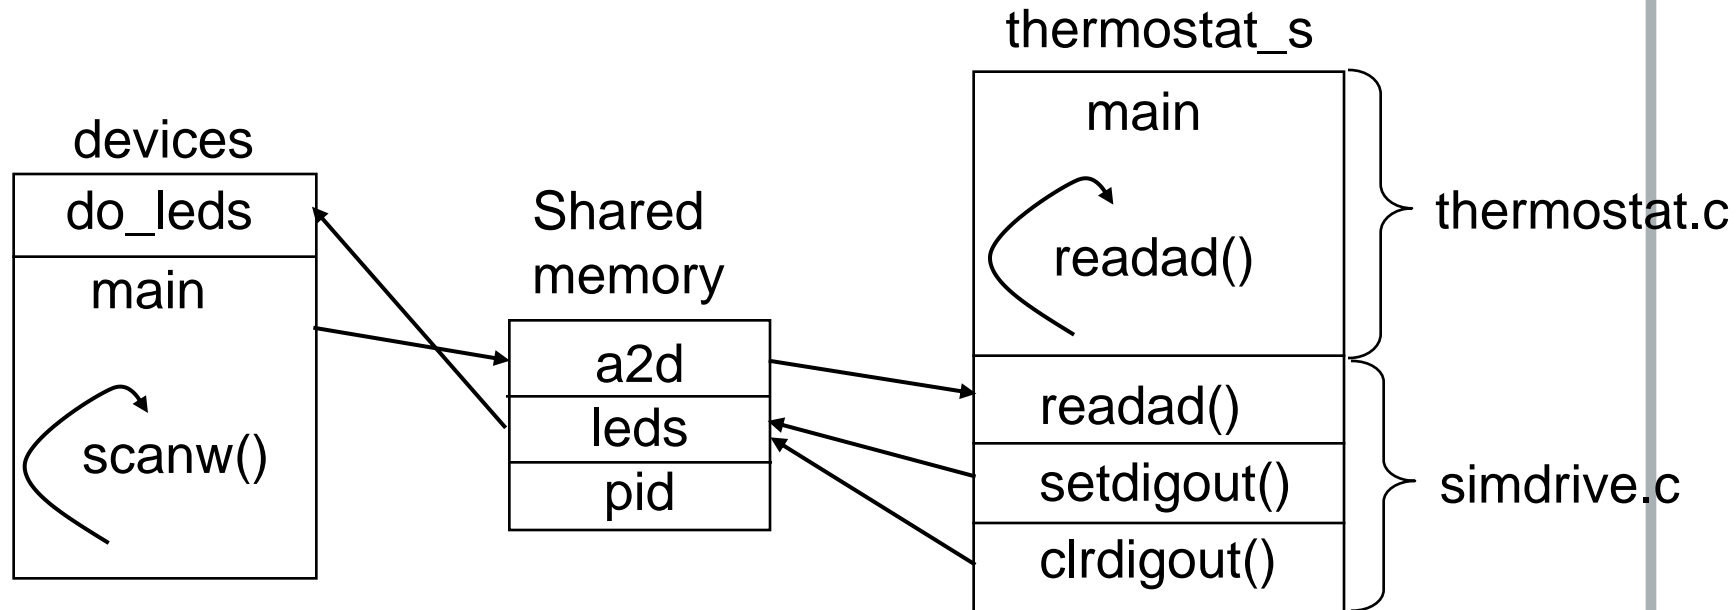 devices
do_leds
main
scanw()
Shared
memory
a2d
leds
pid
thermostat_s
main
readad()
readad()
setdigout()
clrdigout()
thermostat.c
simdrive.c